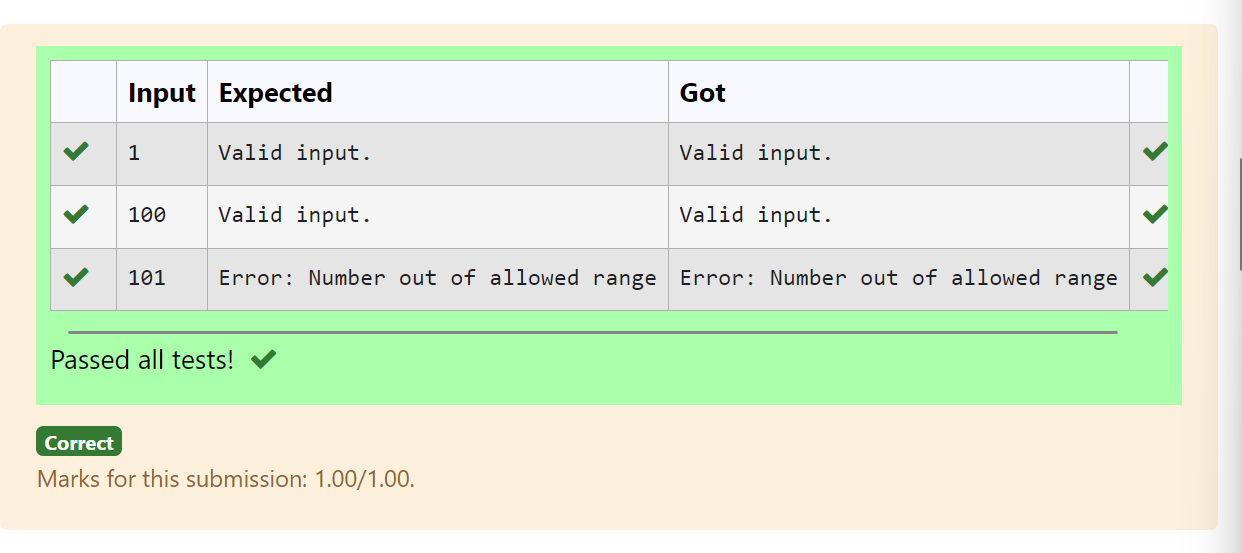 Input Expected Got
1 Valid input. Valid input.
100 Valid input. Valid input.
101 Error: Number out of allowed range Error: Number out of allowed range
Passed all tests!
Correct
Marks for this submission: 1.00/1.00.